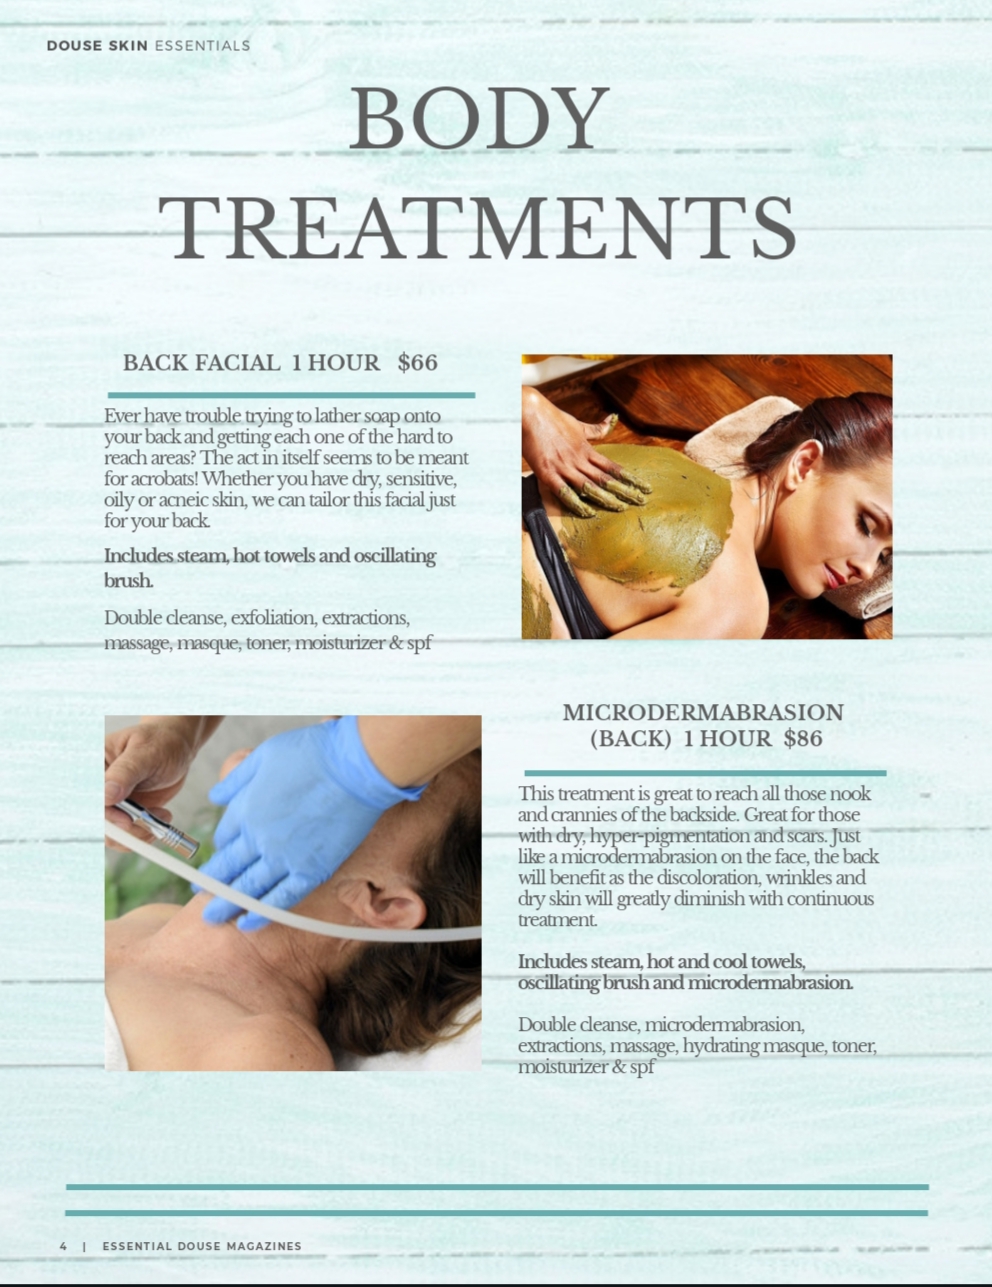 DOUSE SKIN ESSENTIALS
BODY
TREATMENTS
BACK FACIAL 1 HOUR $66
Ever have trouble trying to lather soap onto
your back and getting each one of the hard to
reach areas? The act in itself seems to be meant
for acrobats! Whether you have dry, sensitive,
oily or acneic skin, we can tailor this facial just
for your back.
Includes steam, hot towels and oscillating
brush.
Double cleanse, exfoliation, extractions,
massage, masque, toner, moisturizer & spf
MICRODERMABRASION
(BACK) 1 HOUR $86
This treatment is great to reach all those nook
and crannies of the backside. Great for those
with dry, hyper-pigmentation and scars. Just
like a microdermabrasion on the face, the back
will benefit as the discoloration, wrinkles and
dry skin will greatly diminish with continuous
treatment.
Includes steam, hot and cool towels,
oscillating brush and microdermabrasion.
Double cleanse, microdermabrasion,
extractions, massage, hydrating masque, toner,
moisturizer & spf
4 | ESSENTIAL DOUSE MAGAZINES